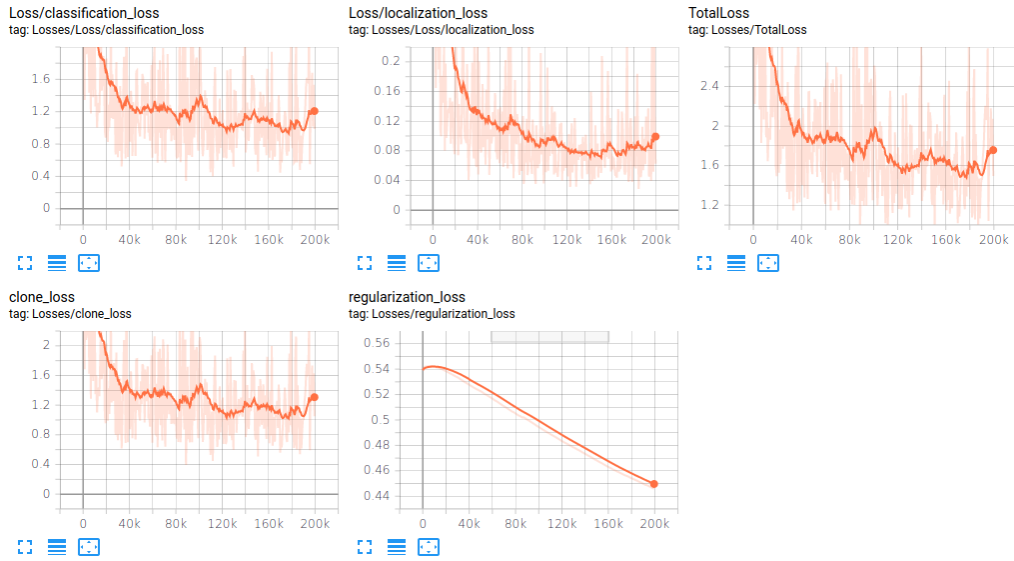 Loss/classification_loss
tag: Losses/Loss/classification_loss
1.6
1.2
0.8
0.4
0
0 40k 80k 120k 160k 200k
Loss/localization_loss
tag: Losses/Loss/localization_loss
0.2
0.16
0.12
0.08
0.04
0
0 40k 80k 120k 160k 200k
TotalLoss
tag: Losses/TotalLoss
2.4
2
1.6
1.2
0 40k 80k 120k 160k 200k
clone_loss
tag: Losses/clone_loss
2
1.6
1.2
0.8
0.4
0
0 40k 80k 120k 160k 200k
regularization_loss
tag: Losses/regularization_loss
0.56
0.54
0.52
0.5
0.48
0.46
0.44
0 40k 80k 120k 160k 200k